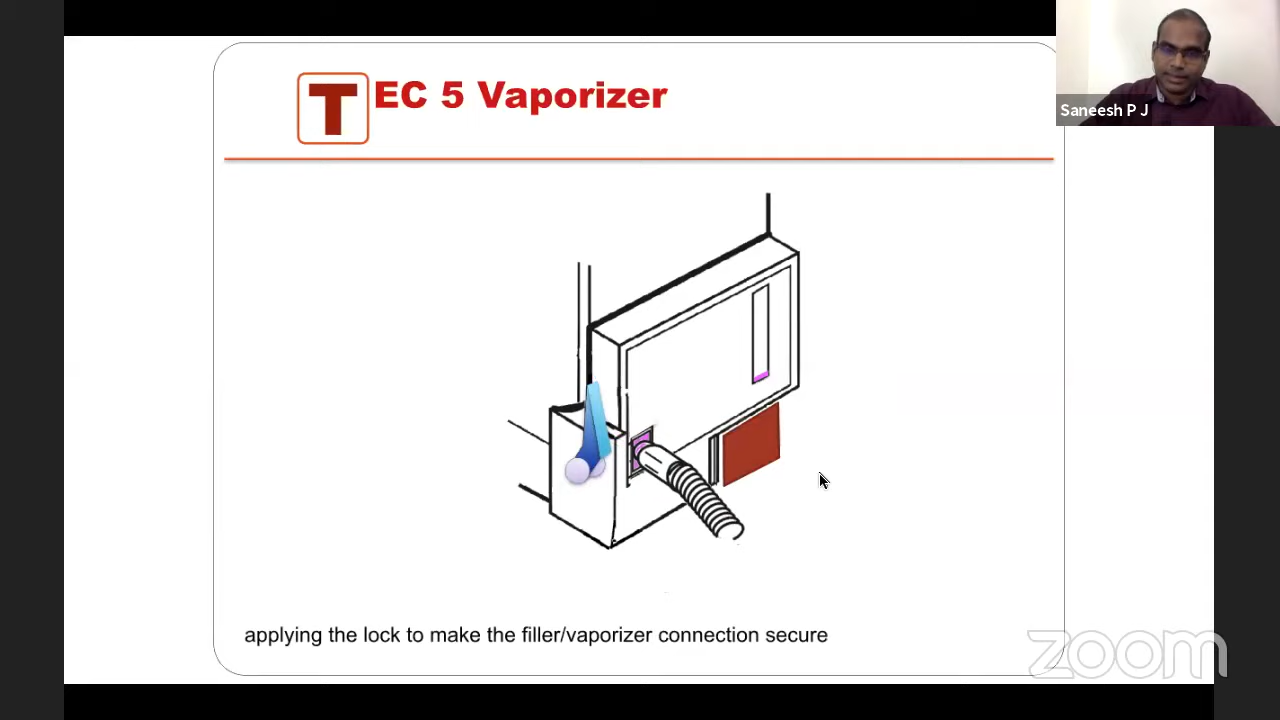 TEC 5 Vaporizer
Saneesh P J
applying the lock to make the filler/vaporizer connection secure
zoom